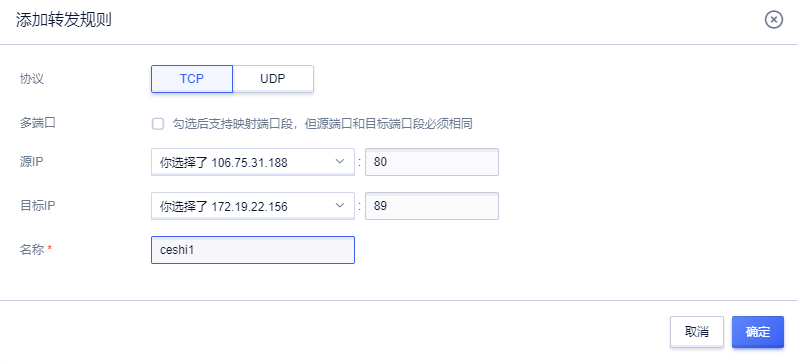 添加转发规则
协议 TCP UDP
多端口 勾选后支持映射端口段，但源端口和目标端口段必须相同
源IP 你选择了 106.75.31.188 : 80
目标IP 你选择了 172.19.22.156 : 89
名称 * ceshi1
取消 确定